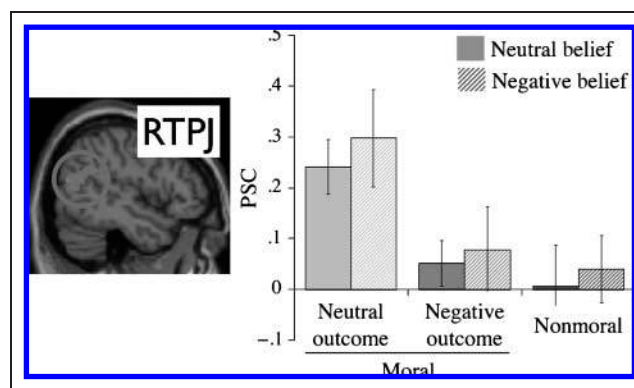 RTPJ
PSC
.5
.4
.3
.2
.1
0
-.1
Neutral belief
Negative belief
Neutral
outcome
Negative
outcome
Nonmoral
Moral